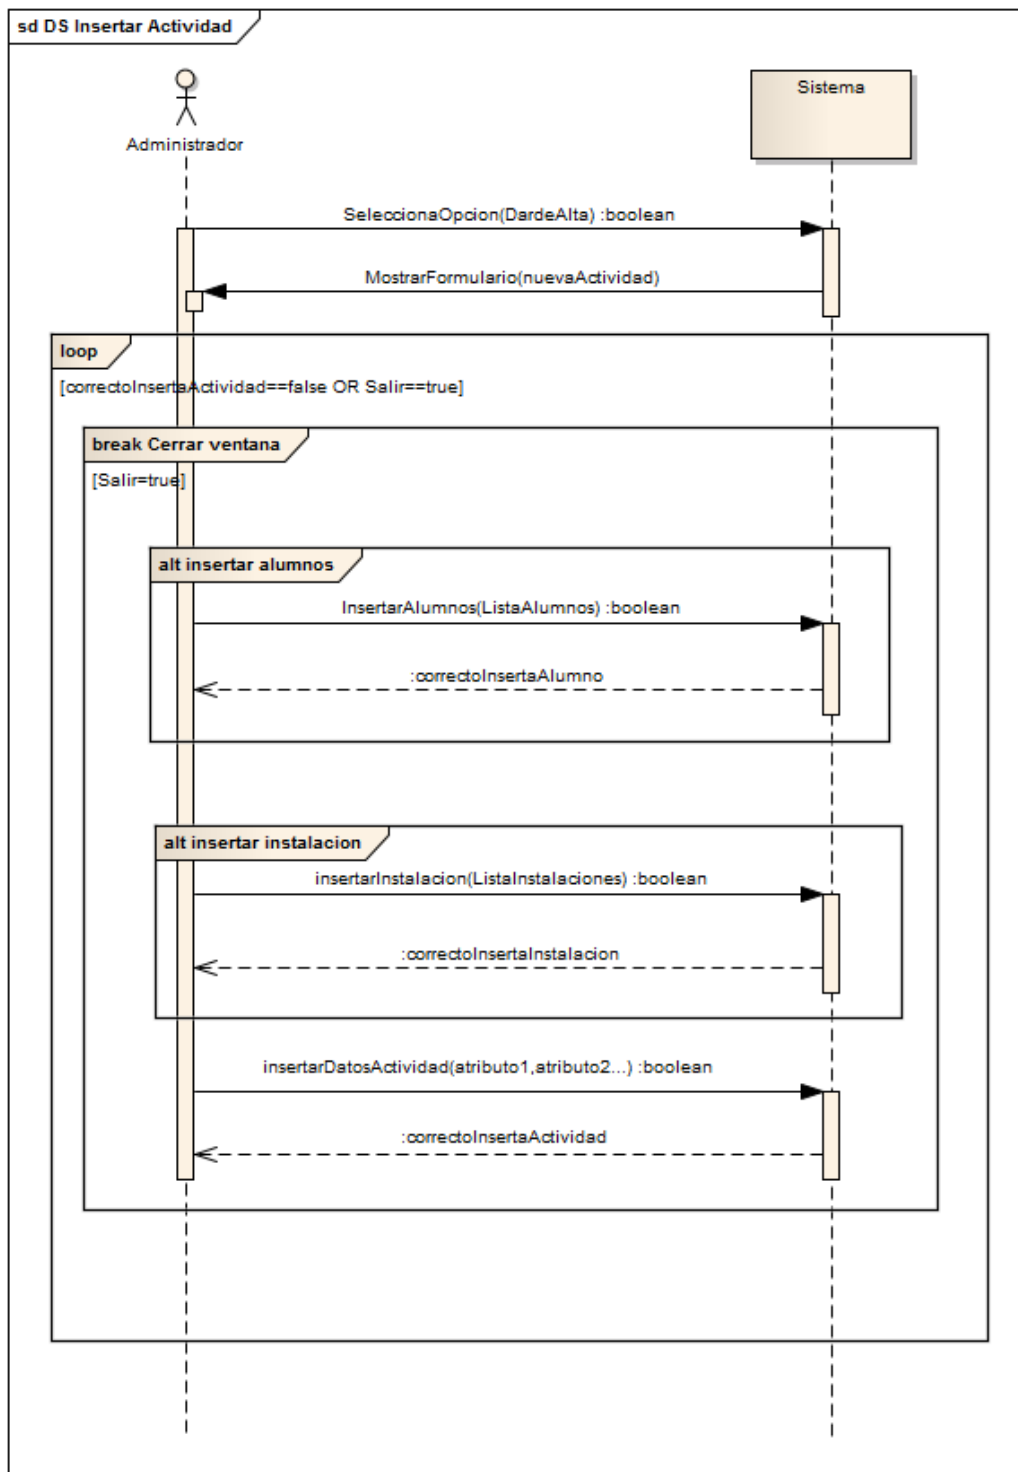 sd DS Insertar Actividad
Administrador
Sistema
SeleccionaOpcion(DardeAlta) :boolean
MostrarFormulario(nuevaActividad)
loop
[correctoInsertaActividad==false OR Salir==true]
break Cerrar ventana
[Salir=true]
alt insertar alumnos
InsertarAlumnos(ListaAlumnos) :boolean
:correctoInsertaAlumno
alt insertar instalacion
insertarInstalacion(ListaInstalaciones) :boolean
:correctoInsertaInstalacion
insertarDatosActividad(atributo1,atributo2...) :boolean
:correctoInsertaActividad